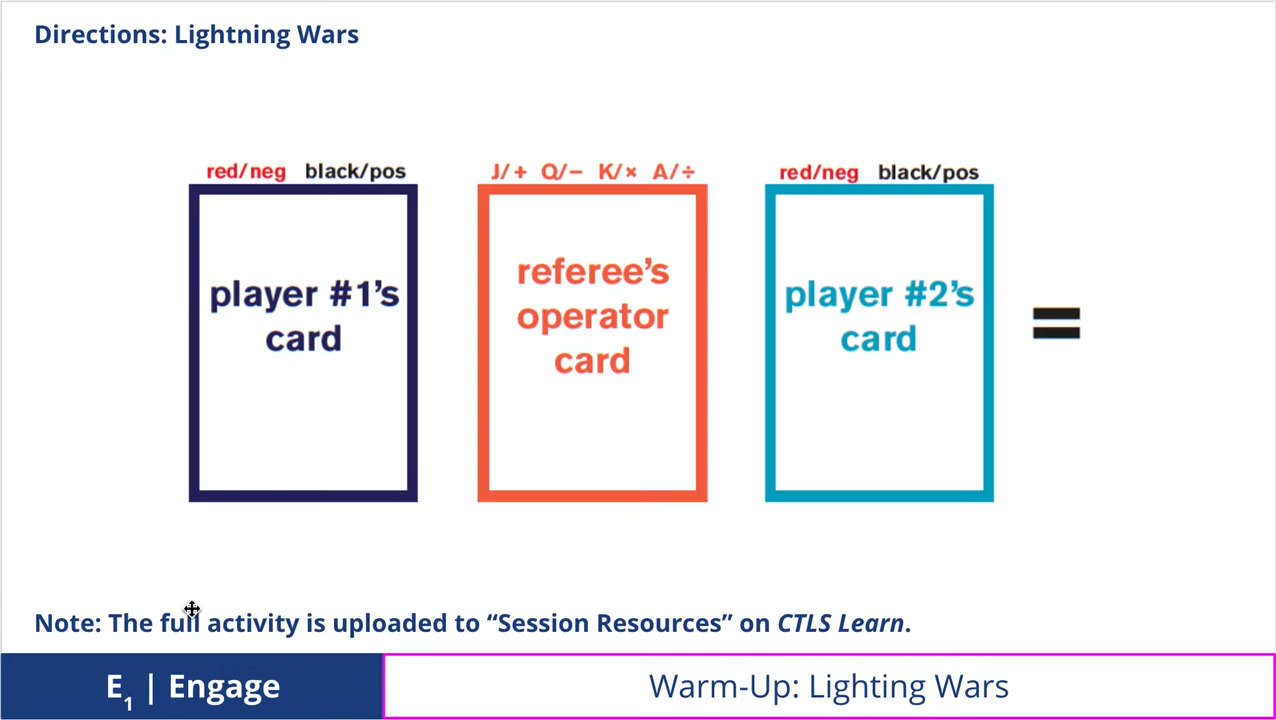 Directions: Lightning Wars
red/neg black/pos
J/+ Q/− K/× A/÷
red/neg black/pos
player #1's
card
referee's
operator
card
player #2's
card
=
Note: The full activity is uploaded to “Session Resources” on CTLS Learn.
E1 | Engage
Warm-Up: Lighting Wars